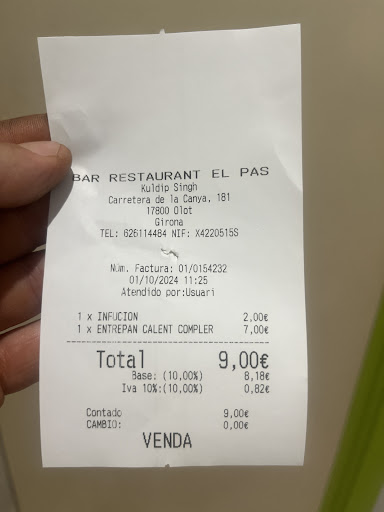 BAR RESTAURANT EL PAS
Kuldip Singh
Carretera de la Canya, 181
17800 Olot
Girona
TEL: 626114484 NIF: X4220515S
Núm. Factura: 01/0154232
01/10/2024 11:25
Atendido por:Usuari
1 x INFUCION 2,00€
1 x ENTREPAN CALENT COMPLER 7,00€
Total 9,00€
Base: (10,00%) 8,18€
Iva 10%:(10,00%) 0,82€
Contado 9,00€
CAMBIO: 0,00€
VENDA